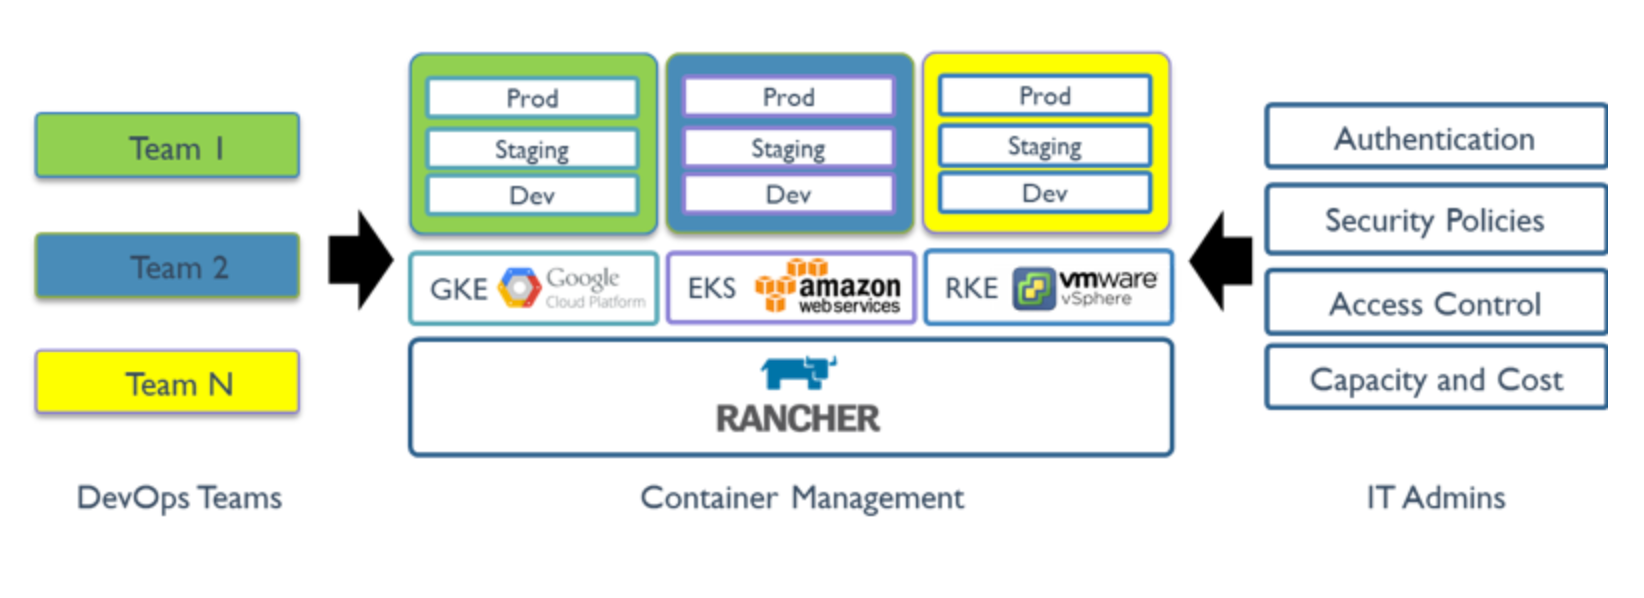 Team 1
Team 2
Team N
DevOps Teams
Prod
Staging
Dev
Prod
Staging
Dev
Prod
Staging
Dev
GKE
Google
Cloud Platform
EKS
amazon
webservices
RKE
vmware
vSphere
RANCHER
Container Management
Authentication
Security Policies
Access Control
Capacity and Cost
IT Admins